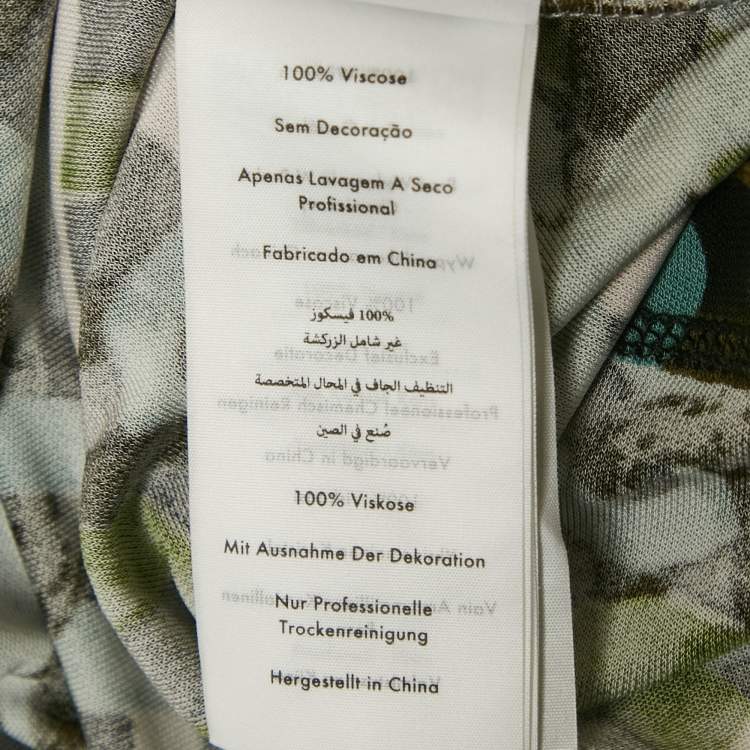 100% Viscose
Sem Decoração
Apenas Lavagem A Seco
Profissional
Fabricado em China
100% فيسكوز
غير شامل الزركشة
التنظيف الجاف في المحال المتخصصة
صُنع في الصين
100% Viskose
Mit Ausnahme Der Dekoration
Nur Professionelle
Trockenreinigung
Hergestellt in China